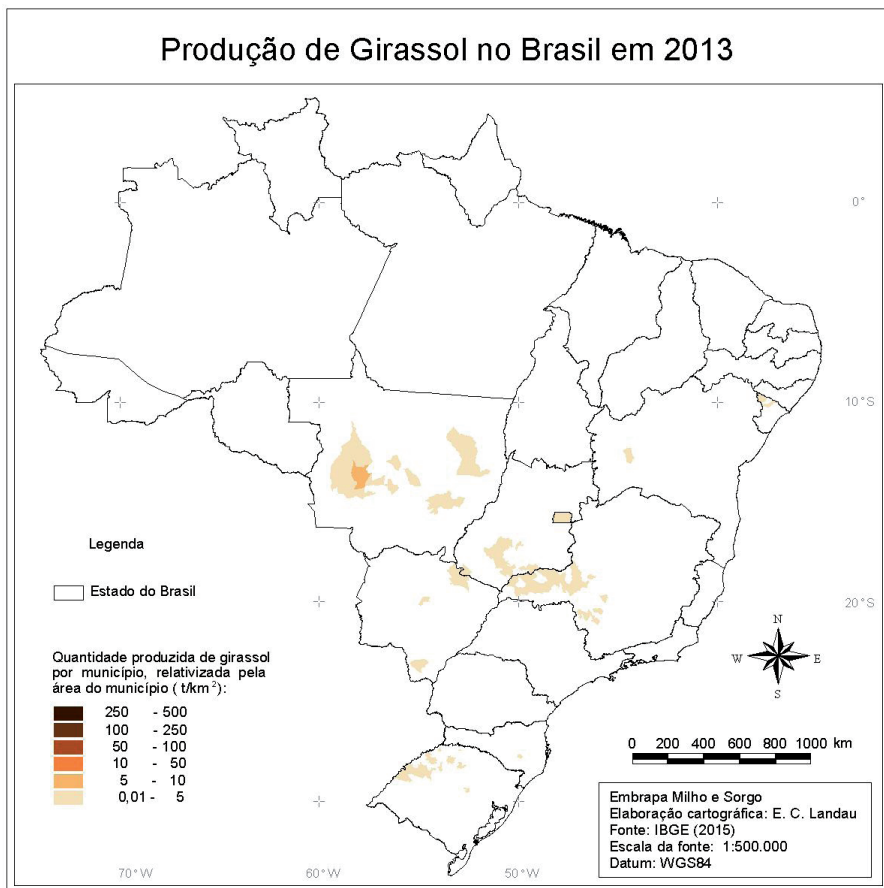 Produção de Girassol no Brasil em 2013
0°
10°S
20°S
Legenda
Estado do Brasil
Quantidade produzida de girassol
por município, relativizada pela
área do município ( t/km²):
250 - 500
100 - 250
50 - 100
10 - 50
5 - 10
0,01 - 5
N
W E
S
0 200 400 600 800 1000 km
Embrapa Milho e Sorgo
Elaboração cartográfica: E. C. Landau
Fonte: IBGE (2015)
Escala da fonte: 1:500.000
Datum: WGS84
70°W 60°W 50°W